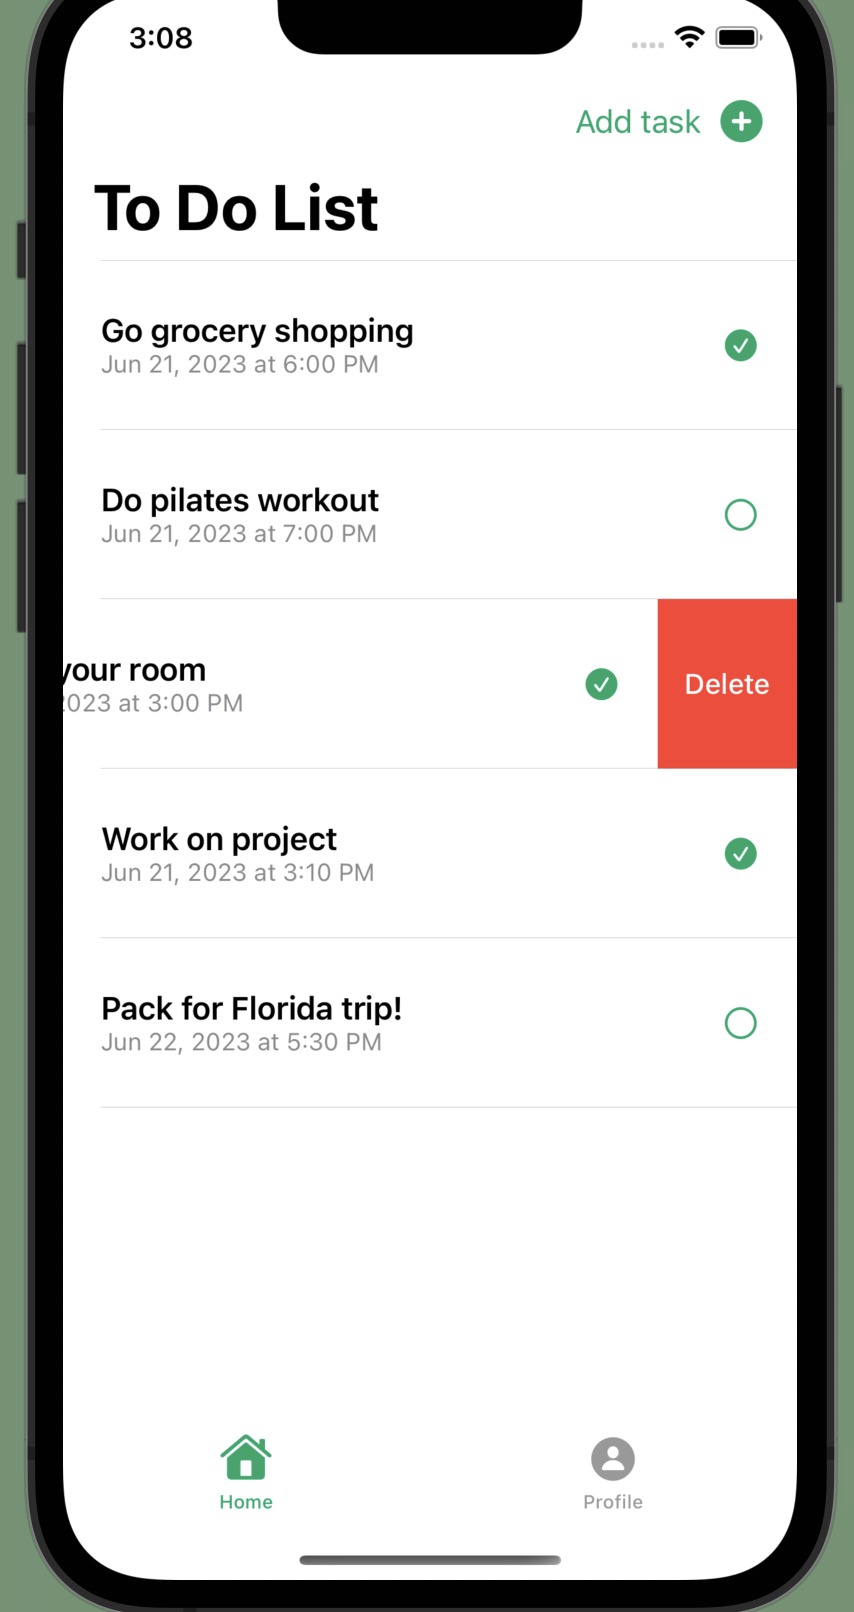 3:08
Add task
To Do List
Go grocery shopping
Jun 21, 2023 at 6:00 PM
Do pilates workout
Jun 21, 2023 at 7:00 PM
your room
2023 at 3:00 PM
Delete
Work on project
Jun 21, 2023 at 3:10 PM
Pack for Florida trip!
Jun 22, 2023 at 5:30 PM
Home
Profile